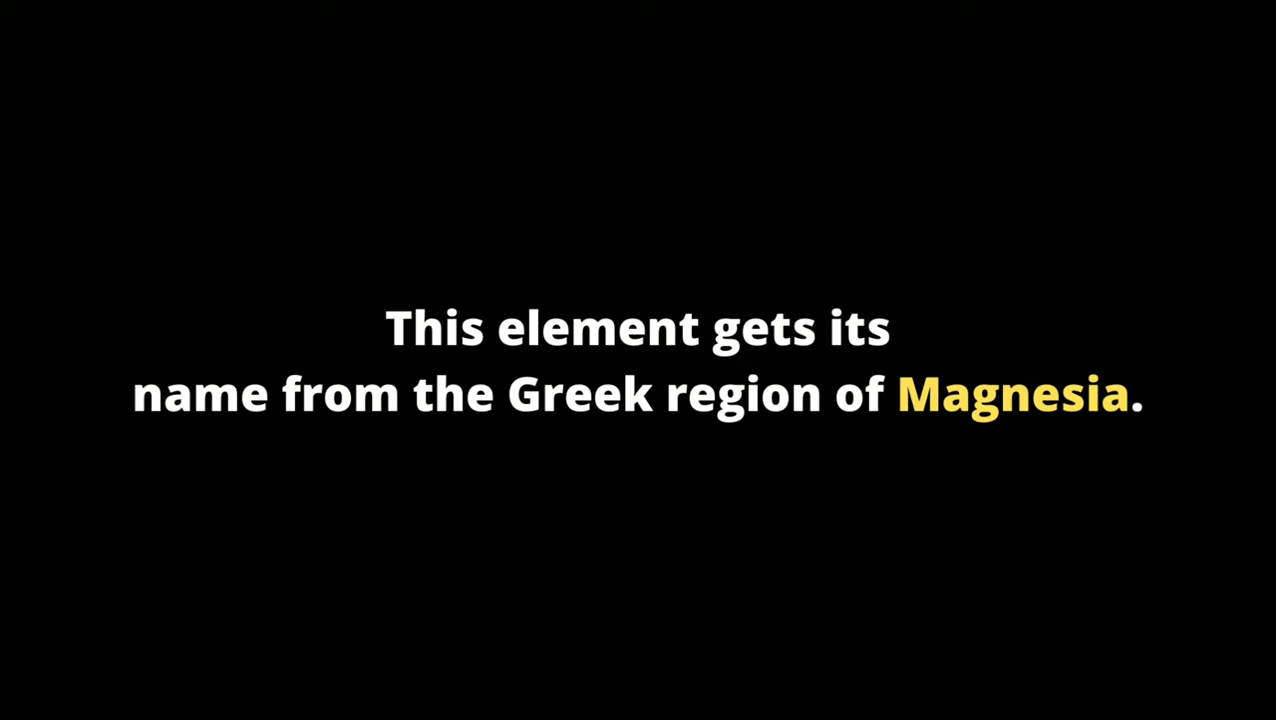 This element gets its
name from the Greek region of Magnesia.